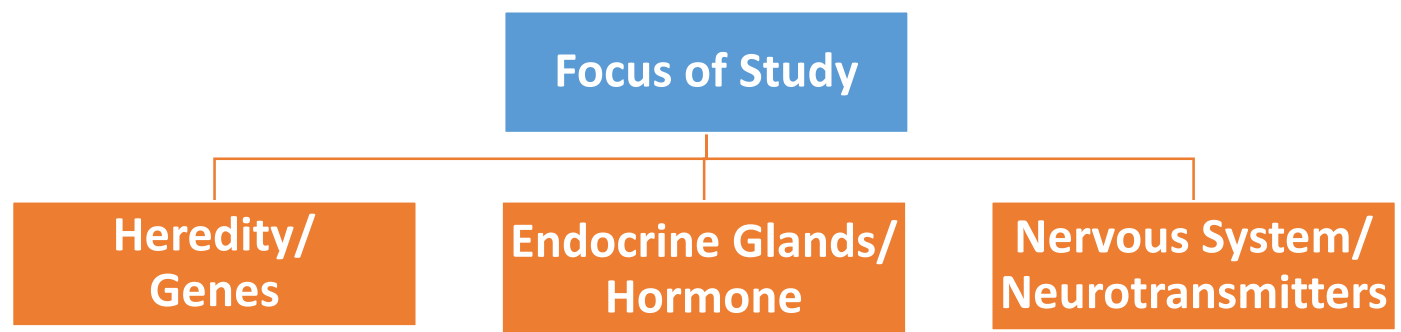 Focus of Study
Heredity/
Genes
Endocrine Glands/
Hormone
Nervous System/
Neurotransmitters